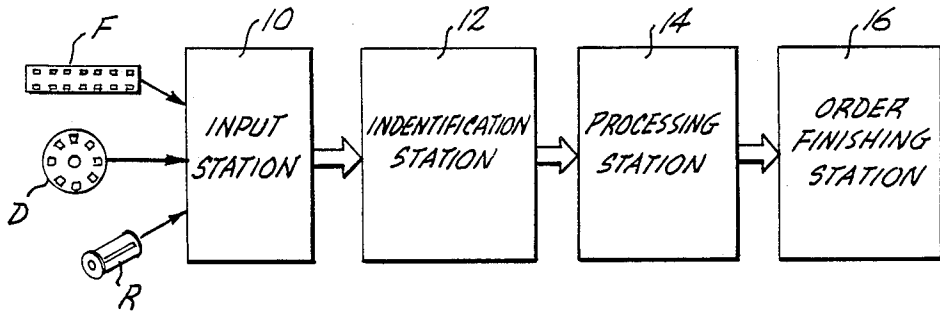 F
D
R
10
INPUT
STATION
12
INDENTIFICATION
STATION
14
PROCESSING
STATION
16
ORDER
FINISHING
STATION